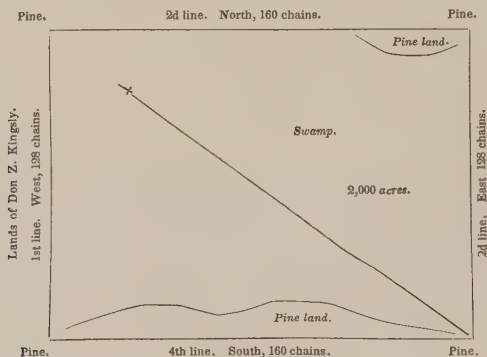 Pine. 2d line. North, 160 chains. Pine.
Pine land.
Lands of Don Z. Kingsly.
1st line. West, 128 chains.
Swamp.
2,000 acres.
2d line, East 128 chains.
Pine land.
Pine. 4th line. South, 160 chains. Pine.